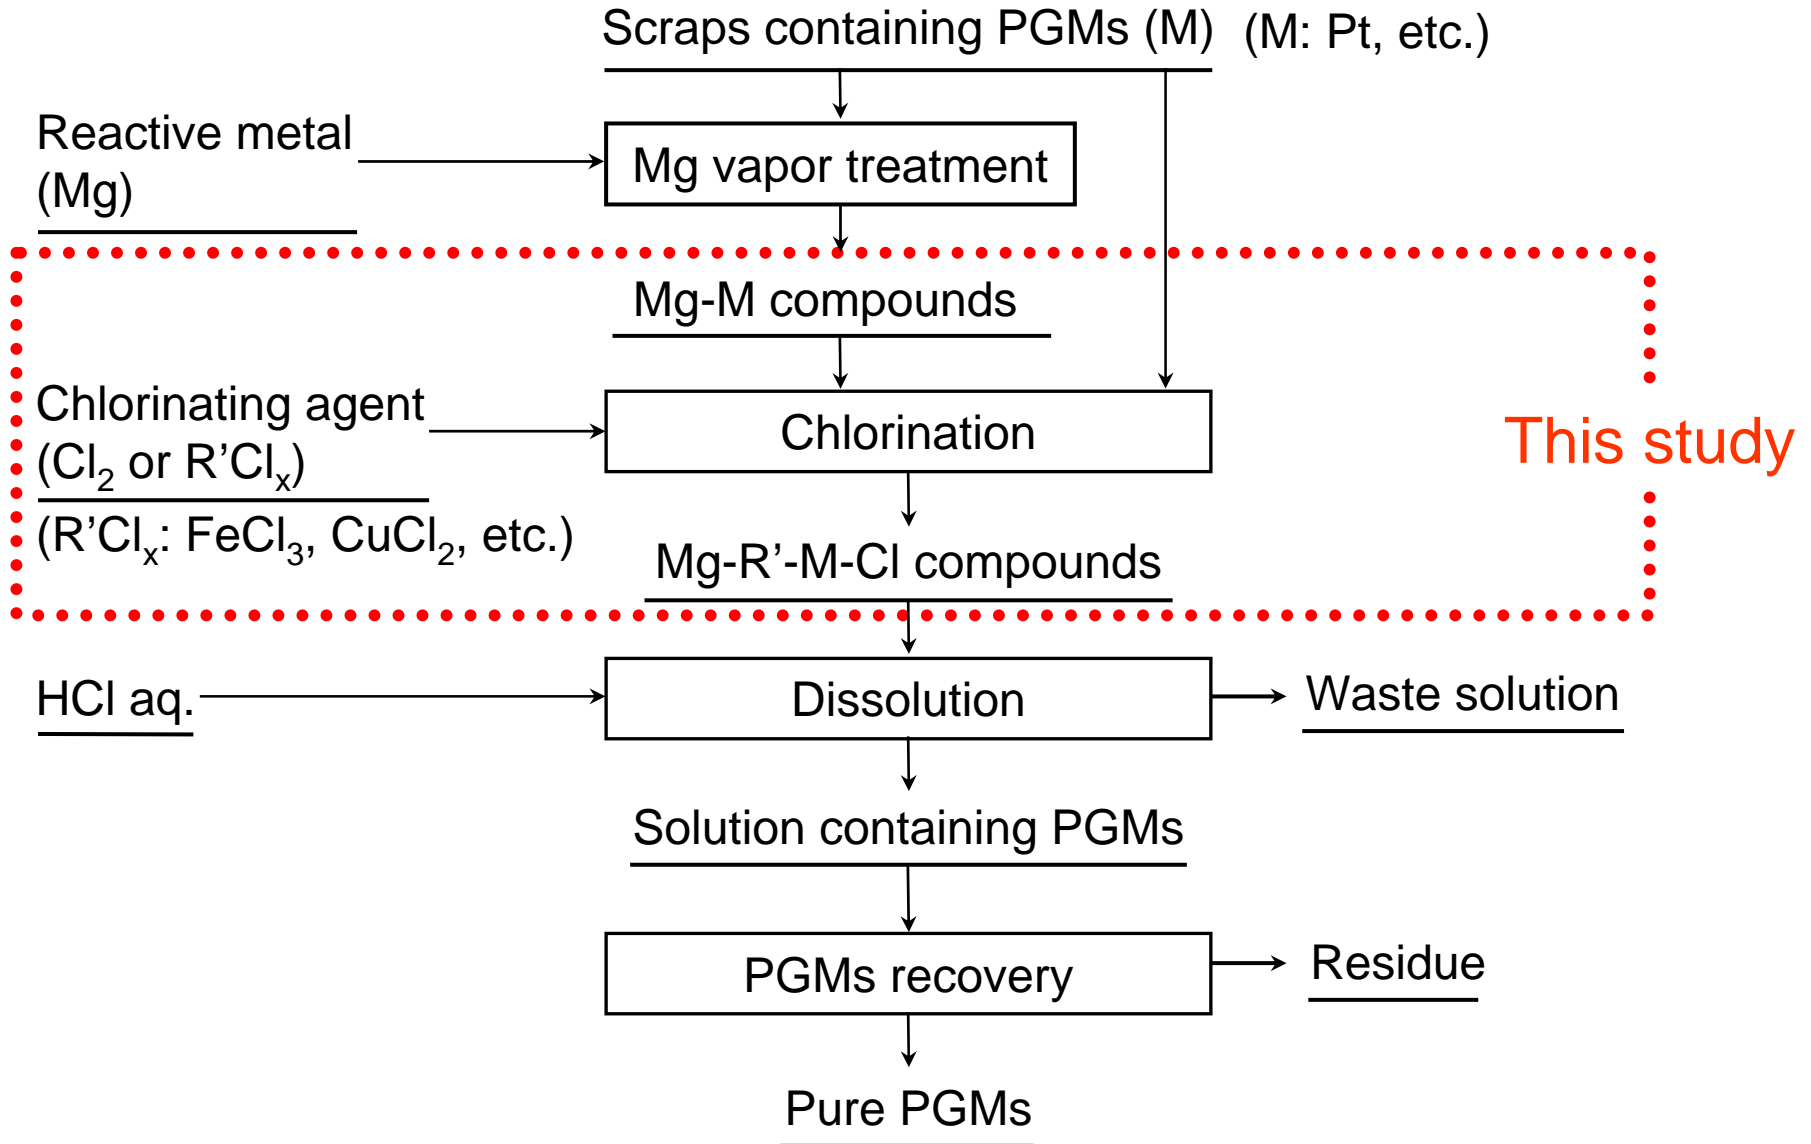 Scraps containing PGMs (M) (M: Pt, etc.)
Reactive metal
(Mg)
Mg vapor treatment
Mg-M compounds
Chlorinating agent
(Cl₂ or R’Clₓ)
(R’Clₓ: FeCl₃, CuCl₂, etc.)
Chlorination
This study
Mg-R’-M-Cl compounds
HCl aq.
Dissolution
Waste solution
Solution containing PGMs
PGMs recovery
Residue
Pure PGMs